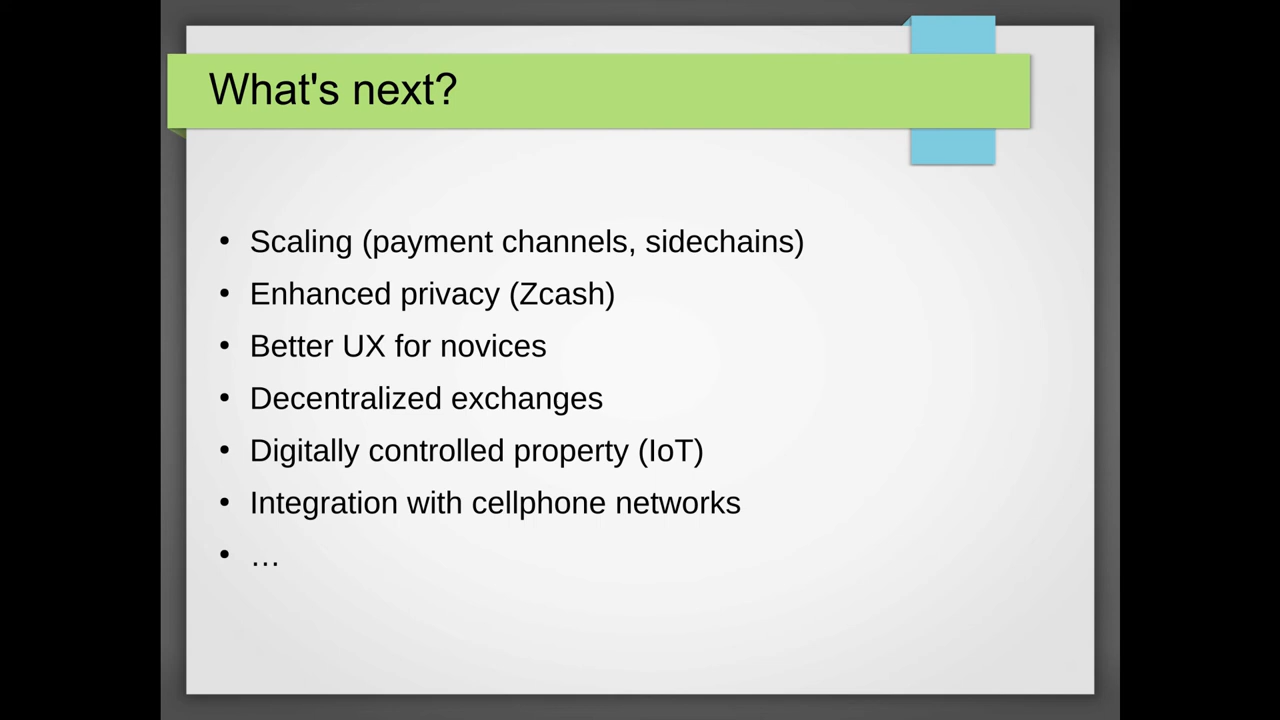 What's next?
• Scaling (payment channels, sidechains)
• Enhanced privacy (Zcash)
• Better UX for novices
• Decentralized exchanges
• Digitally controlled property (IoT)
• Integration with cellphone networks
• …